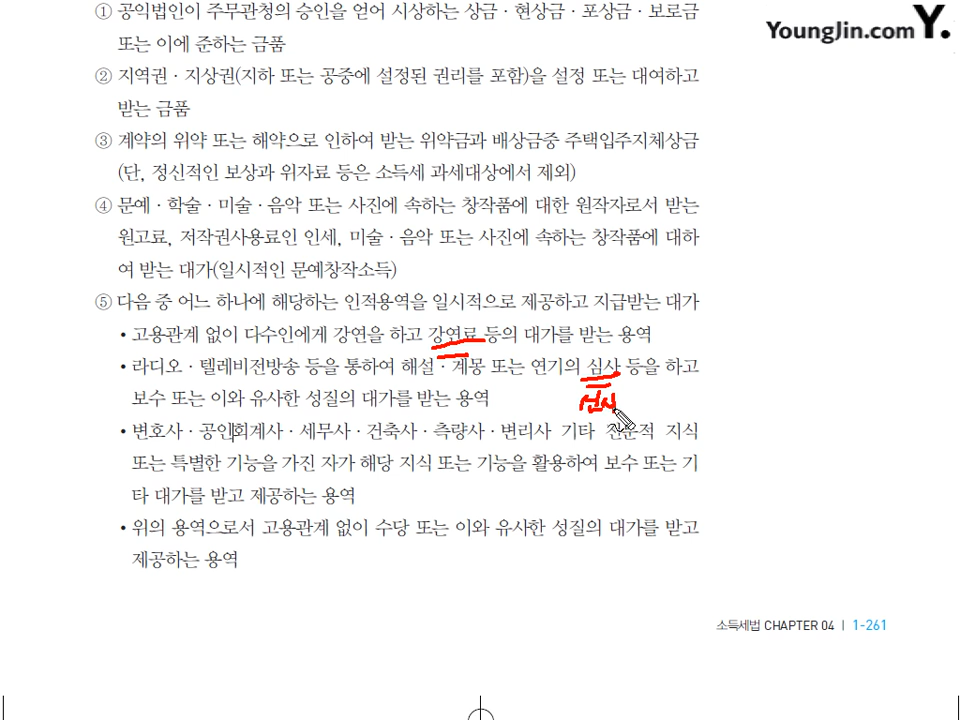 ① 공익법인이 주무관청의 승인을 얻어 시상하는 상금 · 현상금 · 포상금 · 보로금
또는 이에 준하는 금품
② 지역권 · 지상권(지하 또는 공중에 설정된 권리를 포함)을 설정 또는 대여하고
받는 금품
③ 계약의 위약 또는 해약으로 인하여 받는 위약금과 배상금중 주택입주지체상금
(단, 정신적인 보상과 위자료 등은 소득세 과세대상에서 제외)
④ 문예 · 학술 · 미술 · 음악 또는 사진에 속하는 창작품에 대한 원작자로서 받는
원고료, 저작권사용료인 인세, 미술 · 음악 또는 사진에 속하는 창작품에 대하
여 받는 대가(일시적인 문예창작소득)
⑤ 다음 중 어느 하나에 해당하는 인적용역을 일시적으로 제공하고 지급받는 대가
• 고용관계 없이 다수인에게 강연을 하고 강연료 등의 대가를 받는 용역
• 라디오 · 텔레비전방송 등을 통하여 해설 · 계몽 또는 연기의 심사 등을 하고
보수 또는 이와 유사한 성질의 대가를 받는 용역
• 변호사 · 공인회계사 · 세무사 · 건축사 · 측량사 · 변리사 기타 전문적 지식
또는 특별한 기능을 가진 자가 해당 지식 또는 기능을 활용하여 보수 또는 기
타 대가를 받고 제공하는 용역
• 위의 용역으로서 고용관계 없이 수당 또는 이와 유사한 성질의 대가를 받고
제공하는 용역
소득세법 CHAPTER 04 | 1-261
YoungJin.com Y.